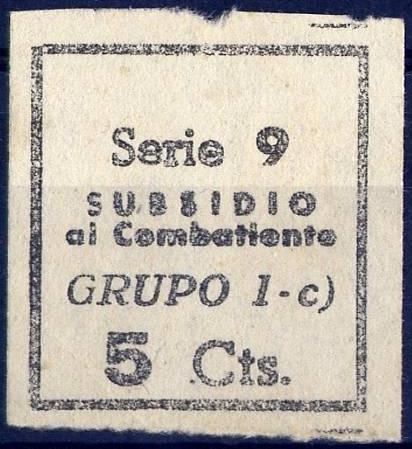 Serie 9
SUBSIDIO
al Combatiente
GRUPO 1-c)
5 Cts.